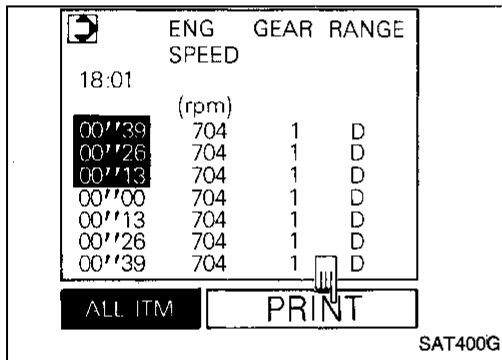 ENG GEAR RANGE
SPEED
18:01
(rpm)
00''39 704 1 D
00''26 704 1 D
00''13 704 1 D
00''00 704 1 D
00''13 704 1 D
00''26 704 1 D
00''39 704 1 D
ALL ITM PRINT
SAT400G